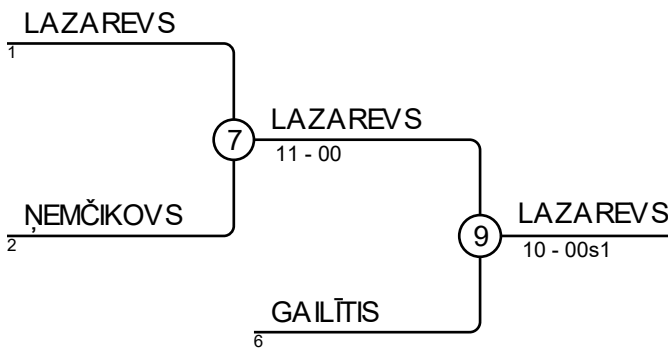 LAZAREVS
1
7
LAZAREVS
11 - 00
ŅEMČIKOVS
2
9
LAZAREVS
10 - 00s1
GAILĪTIS
6